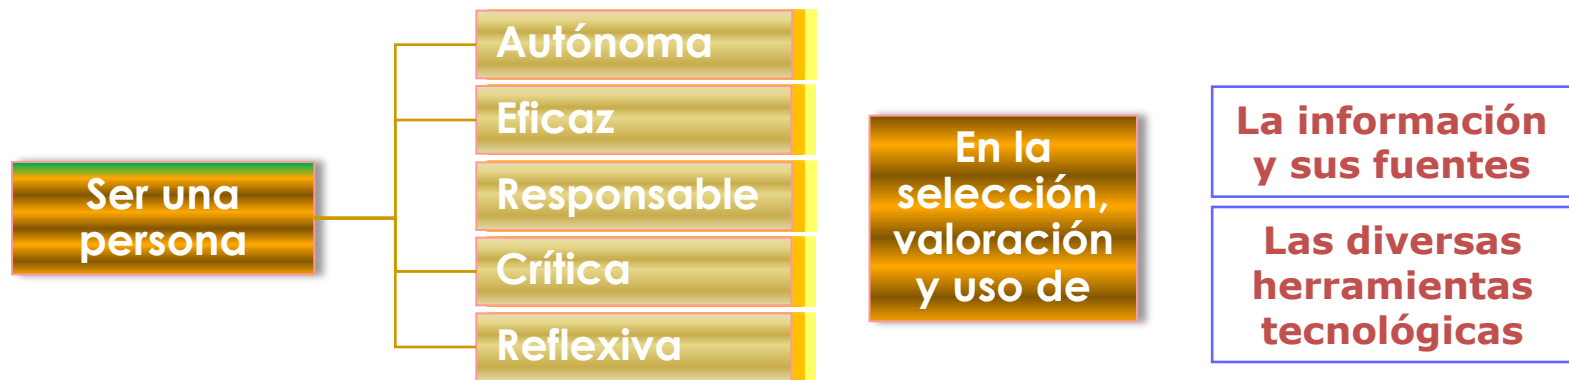 Ser una
persona
Autónoma
Eficaz
Responsable
Crítica
Reflexiva
En la
selección,
valoración
y uso de
La información
y sus fuentes
Las diversas
herramientas
tecnológicas